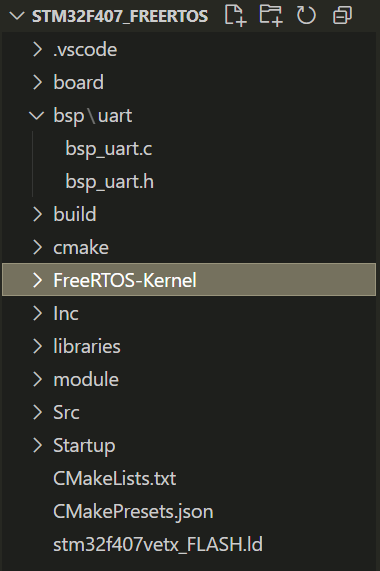 STM32F407_FREERTOS
.vscode
board
bsp\uart
bsp_uart.c
bsp_uart.h
build
cmake
FreeRTOS-Kernel
Inc
libraries
module
Src
Startup
CMakeLists.txt
CMakePresets.json
stm32f407vetx_FLASH.ld